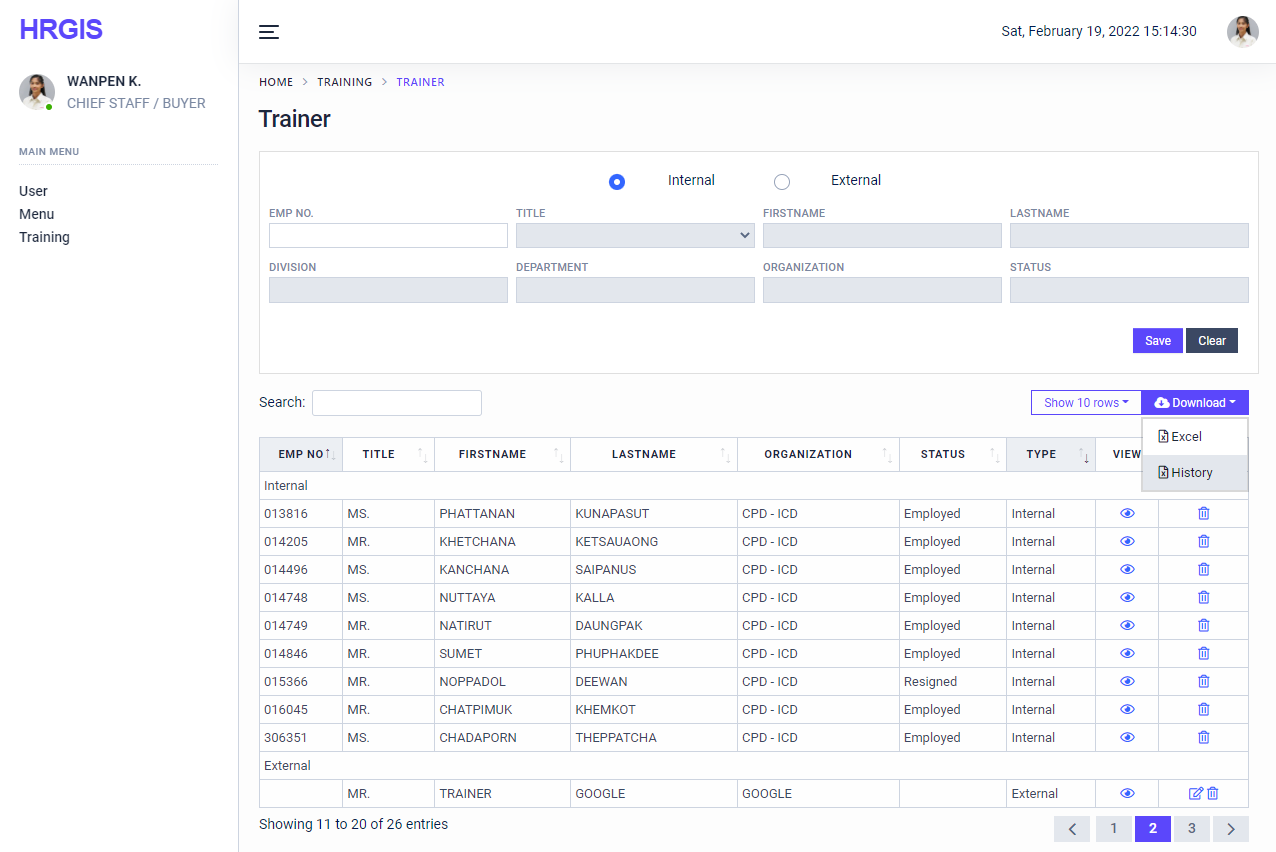 HRGIS
Sat, February 19, 2022 15:14:30
WANPEN K.
CHIEF STAFF / BUYER
MAIN MENU
User
Menu
Training
HOME > TRAINING > TRAINER
Trainer
Internal External
EMP NO. TITLE FIRSTNAME LASTNAME
DIVISION DEPARTMENT ORGANIZATION STATUS
Save Clear
Search: Show 10 rows Download
Excel
History
EMP NO TITLE FIRSTNAME LASTNAME ORGANIZATION STATUS TYPE VIEW
Internal
013816 MS. PHATTANAN KUNAPASUT CPD - ICD Employed Internal
014205 MR. KHETCHANA KETSAUAONG CPD - ICD Employed Internal
014496 MS. KANCHANA SAIPANUS CPD - ICD Employed Internal
014748 MS. NUTTAYA KALLA CPD - ICD Employed Internal
014749 MR. NATIRUT DAUNGPAK CPD - ICD Employed Internal
014846 MR. SUMET PHUPHAKDEE CPD - ICD Employed Internal
015366 MR. NOPPADOL DEEWAN CPD - ICD Resigned Internal
016045 MR. CHATPIMUK KHEMKOT CPD - ICD Employed Internal
306351 MS. CHADAPORN THEPPATCHA CPD - ICD Employed Internal
External
MR. TRAINER GOOGLE GOOGLE External
Showing 11 to 20 of 26 entries
1 2 3